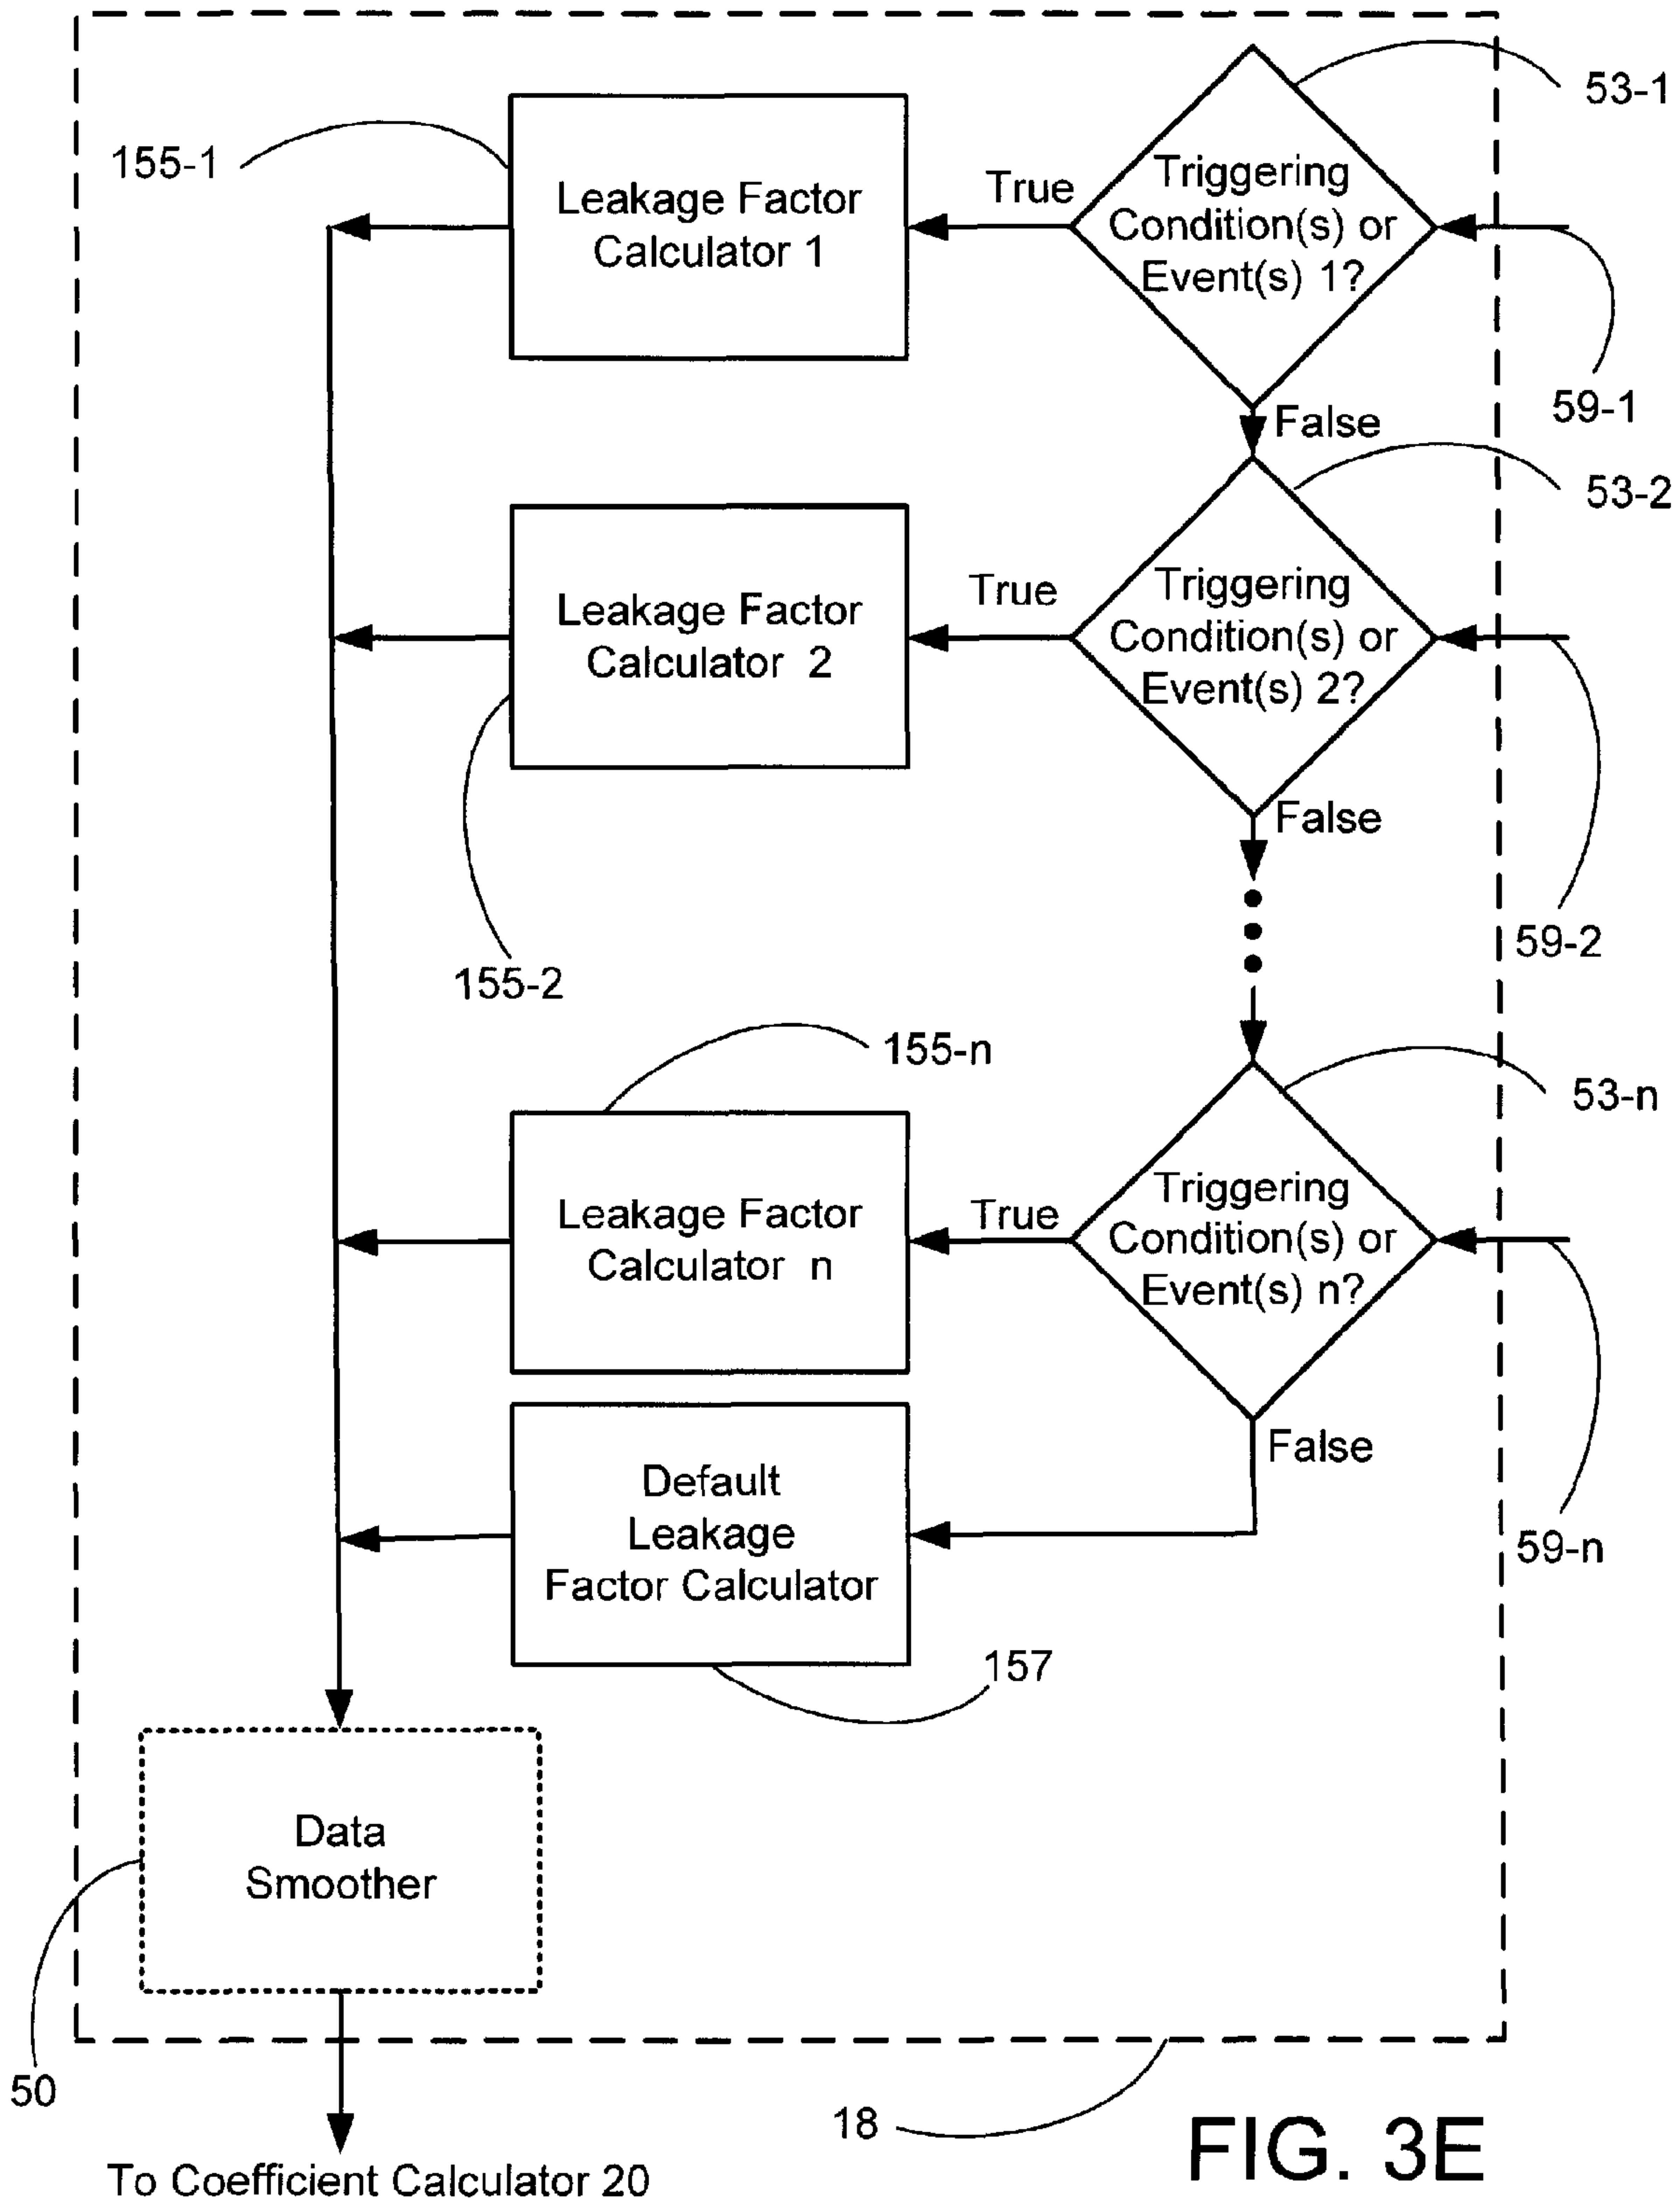 53-1
155-1
Leakage Factor
Calculator 1
True
Triggering
Condition(s) or
Event(s) 1?
59-1
False
53-2
Leakage Factor
Calculator 2
True
Triggering
Condition(s) or
Event(s) 2?
False
59-2
155-2
155-n
53-n
Leakage Factor
Calculator n
True
Triggering
Condition(s) or
Event(s) n?
False
59-n
Default
Leakage
Factor Calculator
157
Data
Smoother
50
18
FIG. 3E
To Coefficient Calculator 20